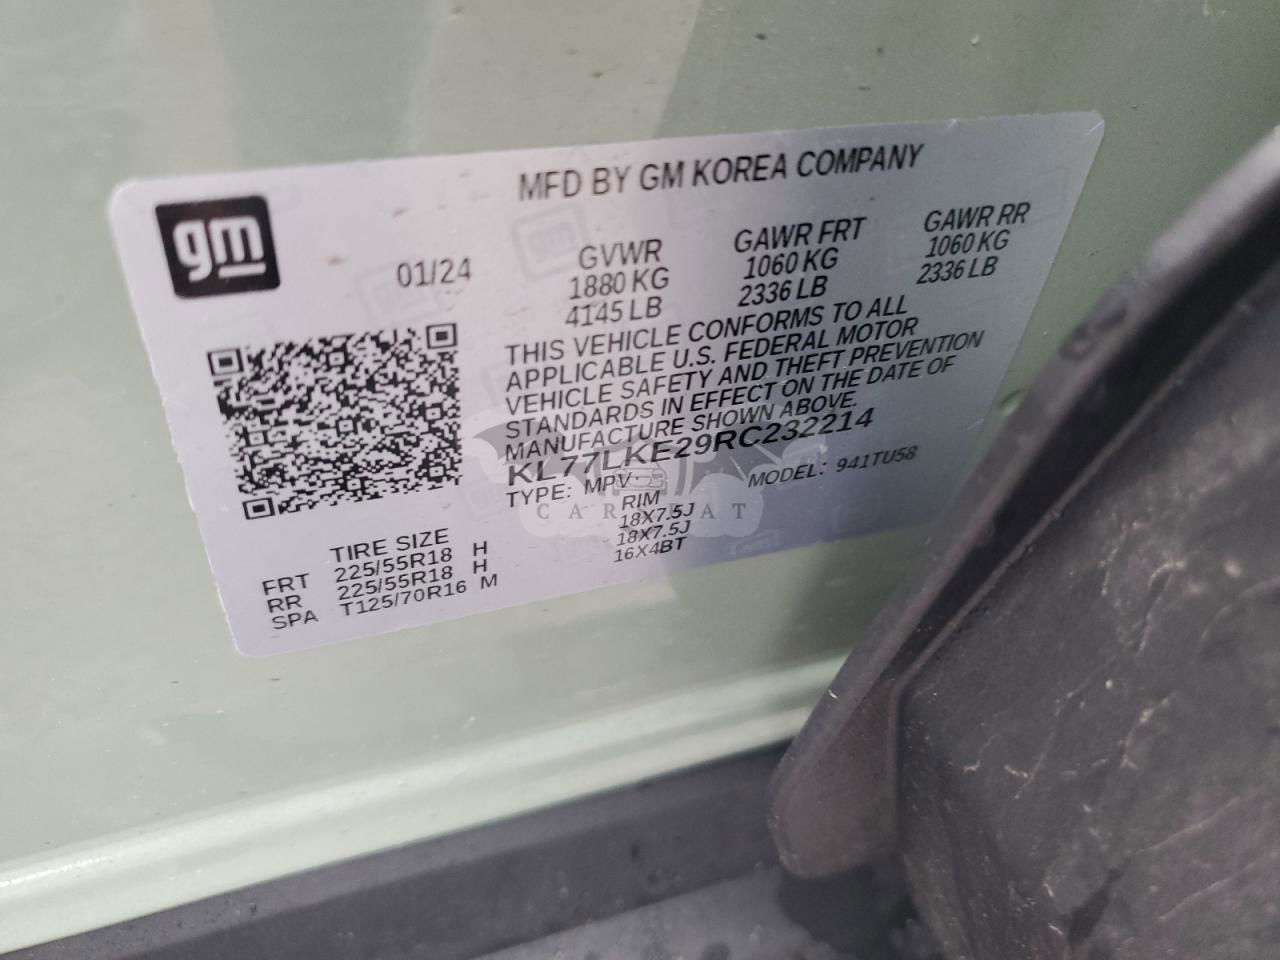 MFD BY GM KOREA COMPANY
gm
01/24
GVWR GAWR FRT GAWR RR
1880 KG 1060 KG 1060 KG
4145 LB 2336 LB 2336 LB
THIS VEHICLE CONFORMS TO ALL
APPLICABLE U.S. FEDERAL MOTOR
VEHICLE SAFETY AND THEFT PREVENTION
STANDARDS IN EFFECT ON THE DATE OF
MANUFACTURE SHOWN ABOVE.
KL77LKE29RC232214
TYPE: MPV MODEL: 941TU58
TIRE SIZE RIM
FRT 225/55R18 H 18X7.5J
RR 225/55R18 H 18X7.5J
SPA T125/70R16 M 16X4BT